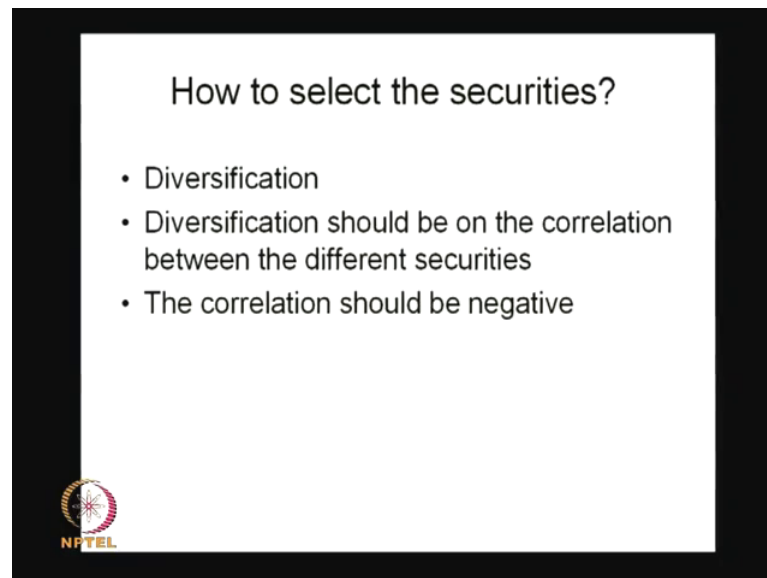 How to select the securities?
• Diversification
• Diversification should be on the correlation
between the different securities
• The correlation should be negative
NPTEL